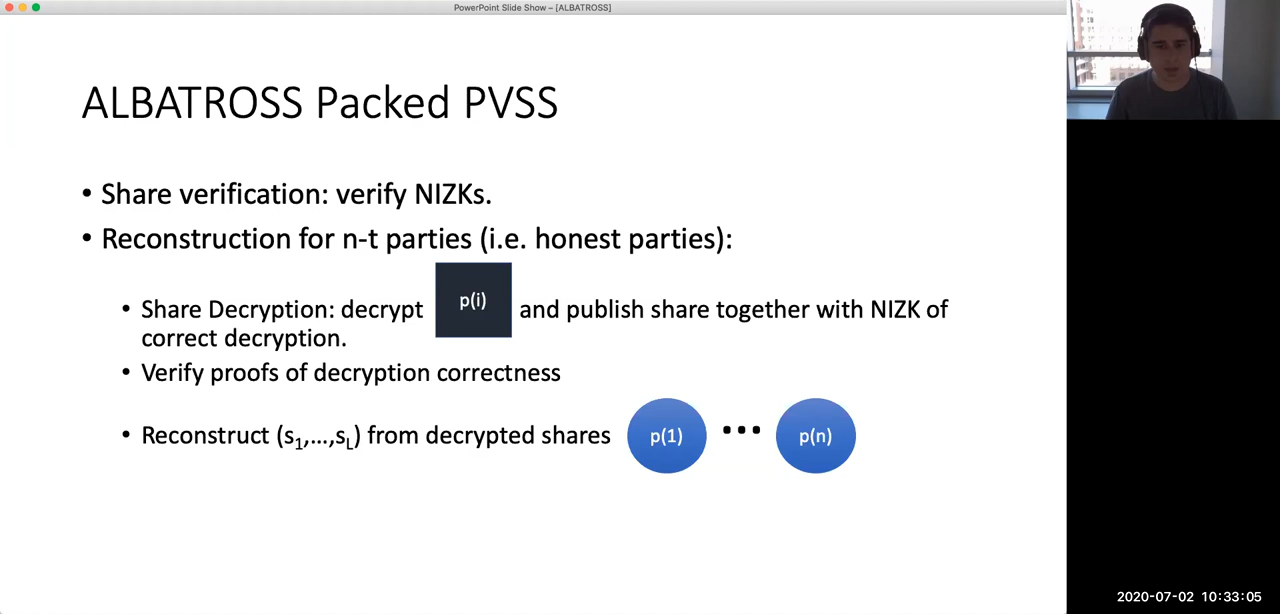 PowerPoint Slide Show – [ALBATROSS]
ALBATROSS Packed PVSS
• Share verification: verify NIZKs.
• Reconstruction for n-t parties (i.e. honest parties):
• Share Decryption: decrypt p(i) and publish share together with NIZK of
correct decryption.
• Verify proofs of decryption correctness
• Reconstruct (s1,…,sL) from decrypted shares p(1) ••• p(n)
2020-07-02 10:33:05